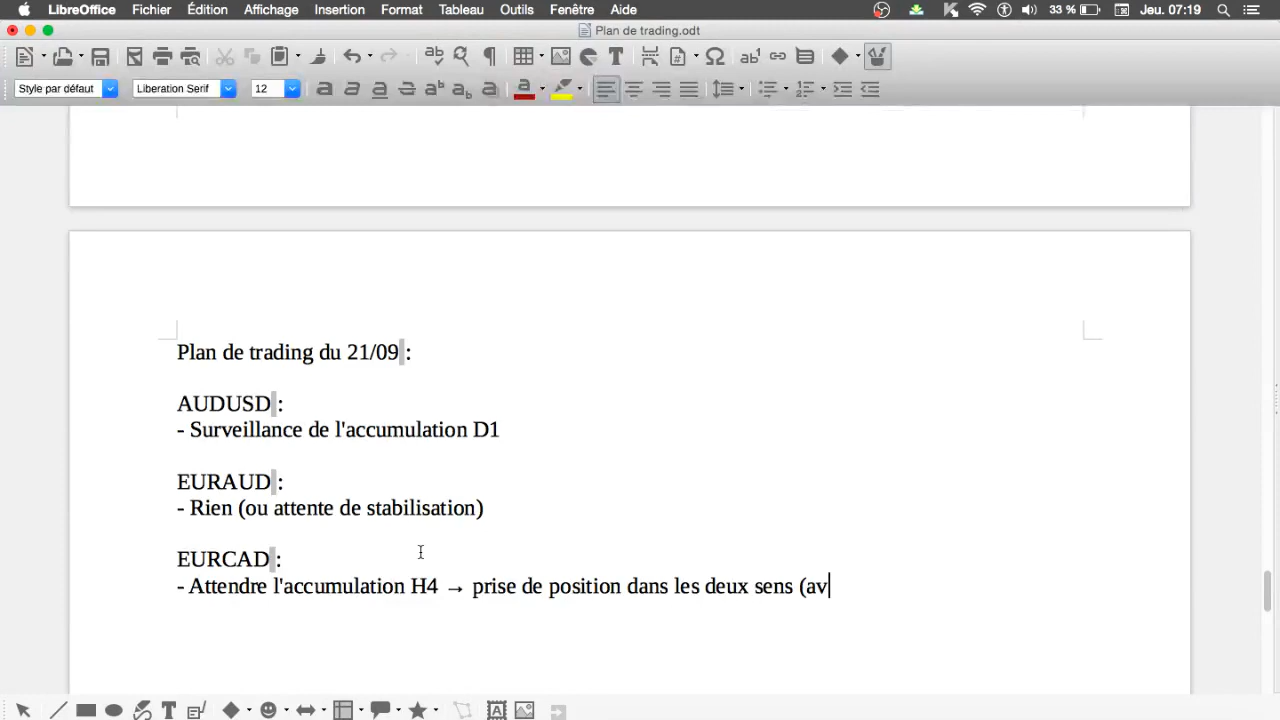 LibreOffice Fichier Édition Affichage Insertion Format Tableau Outils Fenêtre Aide 33 % Jeu. 07:19
Plan de trading.odt
Style par défaut Liberation Serif 12
Plan de trading du 21/09 :
AUDUSD :
- Surveillance de l'accumulation D1
EURAUD :
- Rien (ou attente de stabilisation)
EURCAD :
- Attendre l'accumulation H4 → prise de position dans les deux sens (av